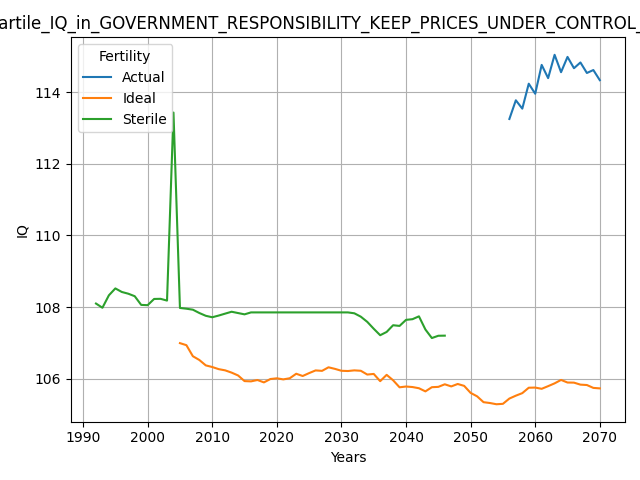 artile_IQ_in_GOVERNMENT_RESPONSIBILITY_KEEP_PRICES_UNDER_CONTROL_
Fertility
Actual
Ideal
Sterile
114
112
110
108
106
IQ
1990 2000 2010 2020 2030 2040 2050 2060 2070
Years